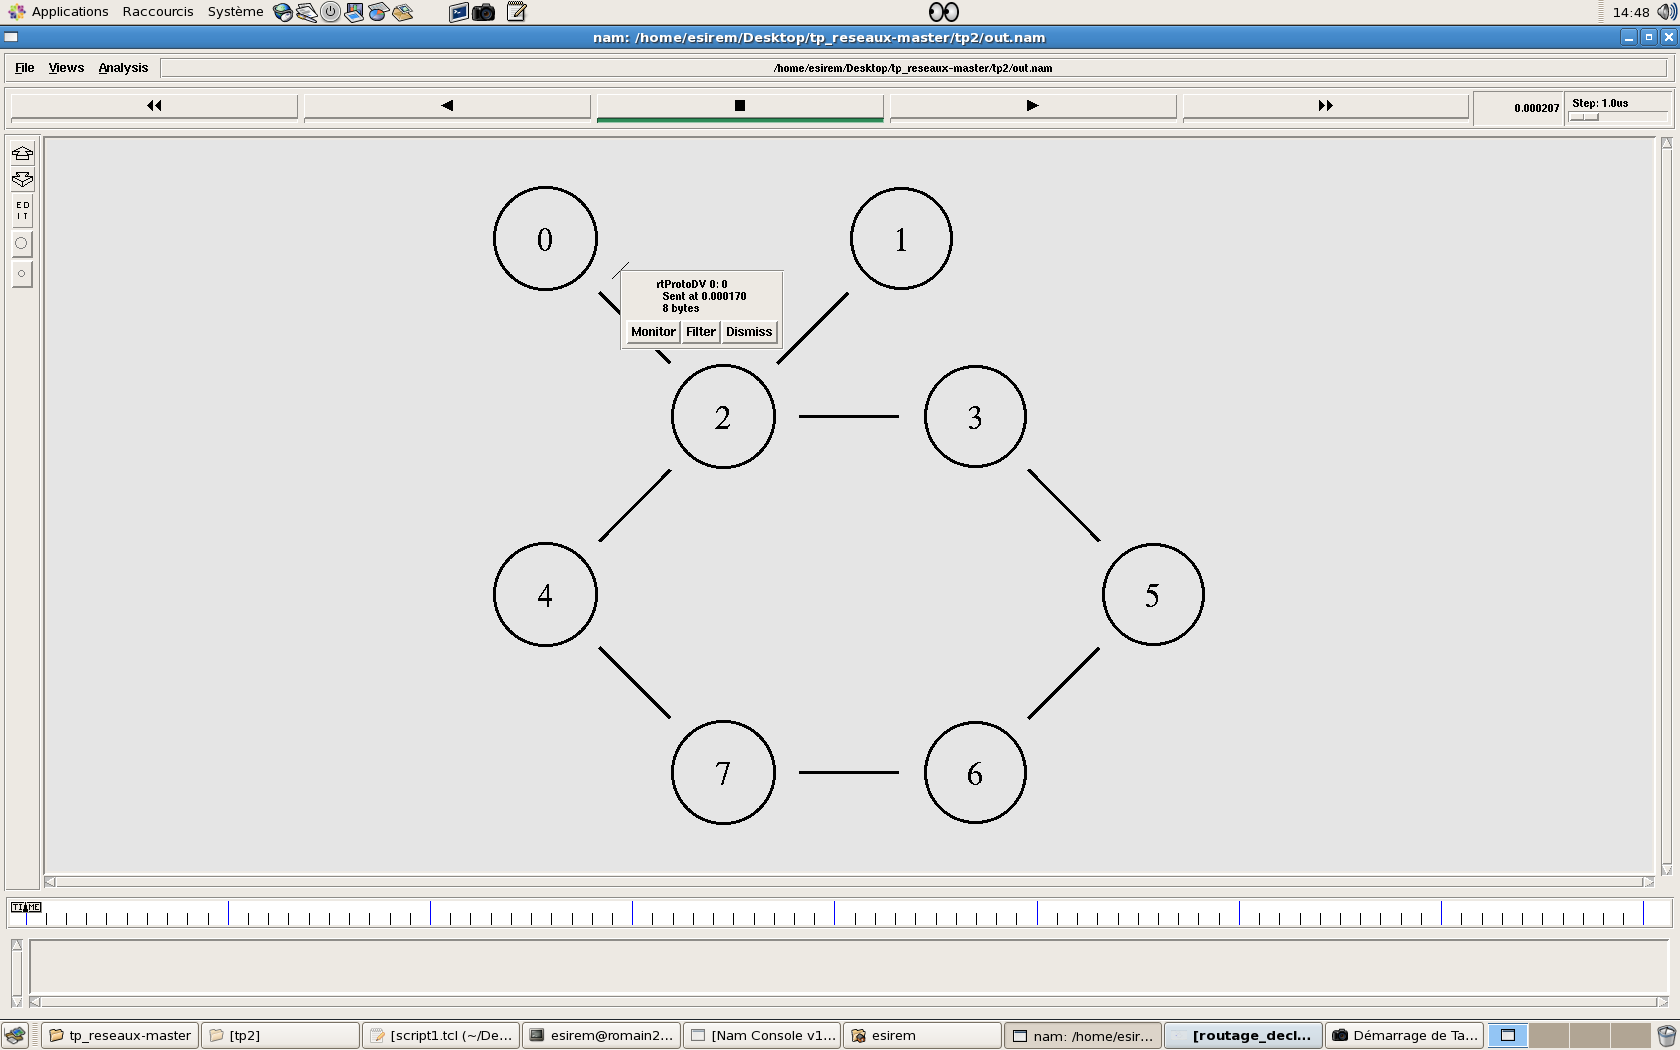 Applications Raccourcis Système 14:48
nam: /home/esirem/Desktop/tp_reseaux-master/tp2/out.nam
File Views Analysis /home/esirem/Desktop/tp_reseaux-master/tp2/out.nam
0.000207 Step: 1.0us
ED
IT
0 1
rtProtoDV 0: 0
Sent at 0.000170
8 bytes
Monitor Filter Dismiss
2 3
4 5
7 6
TIME
tp_reseaux-master [tp2] [script1.tcl (~/De... esirem@romain2... [Nam Console v1... esirem nam: /home/esir... [routage_decl... Démarrage de Ta...